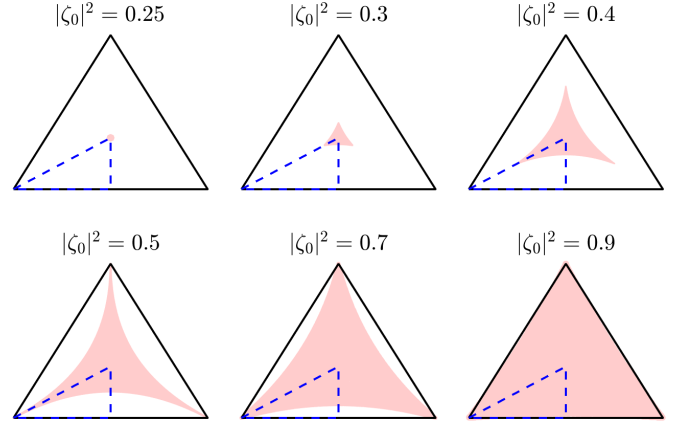 |ζ₀|² = 0.25
|ζ₀|² = 0.3
|ζ₀|² = 0.4
|ζ₀|² = 0.5
|ζ₀|² = 0.7
|ζ₀|² = 0.9